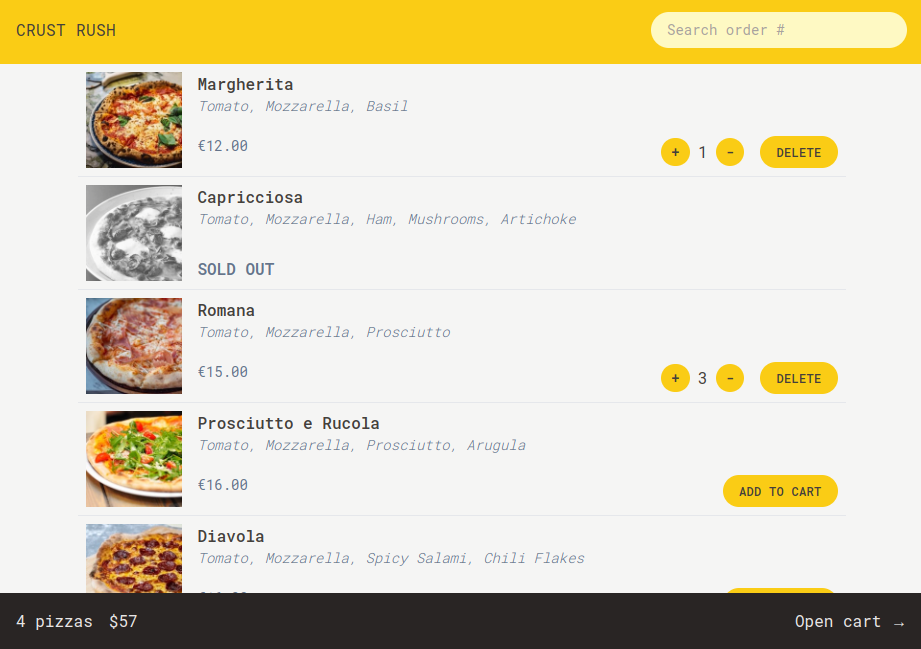 CRUST RUSH
Search order #
Margherita
Tomato, Mozzarella, Basil
€12.00
+ 1 - DELETE
Capricciosa
Tomato, Mozzarella, Ham, Mushrooms, Artichoke
SOLD OUT
Romana
Tomato, Mozzarella, Prosciutto
€15.00
+ 3 - DELETE
Prosciutto e Rucola
Tomato, Mozzarella, Prosciutto, Arugula
€16.00
ADD TO CART
Diavola
Tomato, Mozzarella, Spicy Salami, Chili Flakes
4 pizzas $57
Open cart →